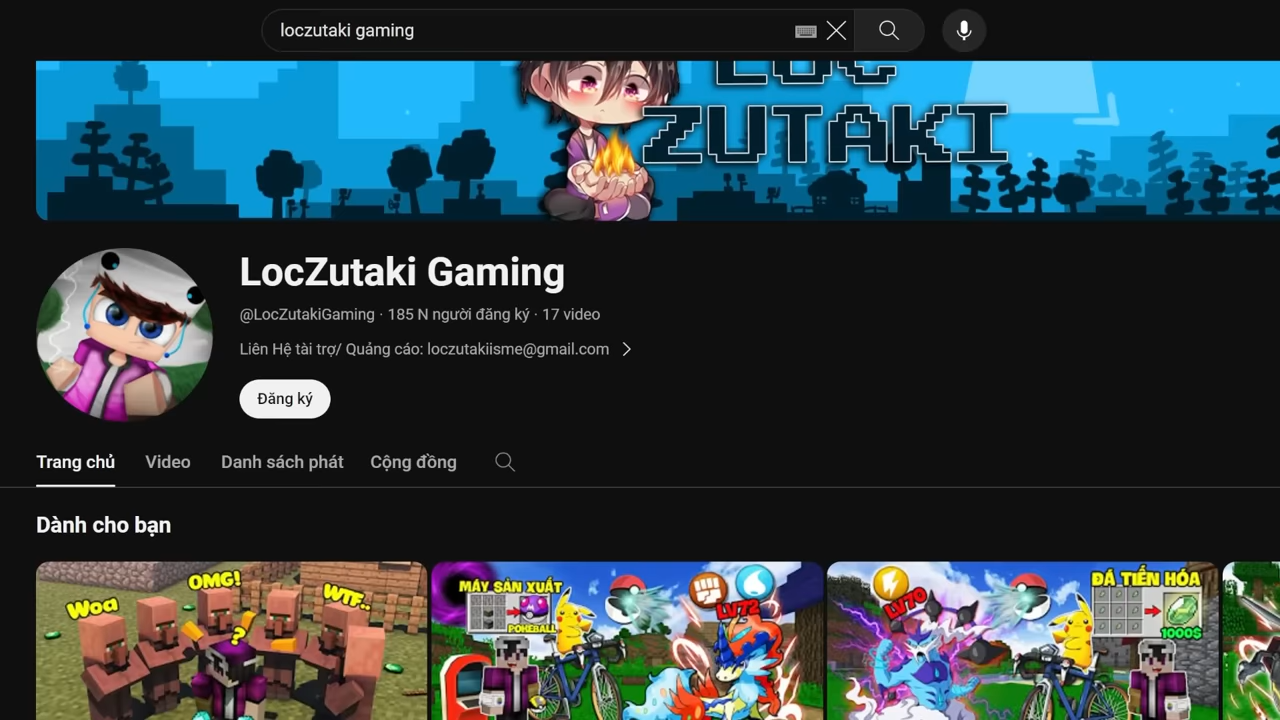 loczutaki gaming
LOC
ZUTAKI
LocZutaki Gaming
@LocZutakiGaming · 185 N người đăng ký · 17 video
Liên Hệ tài trợ/ Quảng cáo: loczutakiisme@gmail.com
Đăng ký
Trang chủ Video Danh sách phát Cộng đồng
Dành cho bạn
Woa OMG! WTF..
?
MÁY SẢN XUẤT
POKEBALL
LV72
LV70
ĐÁ TIẾN HÓA
1000$